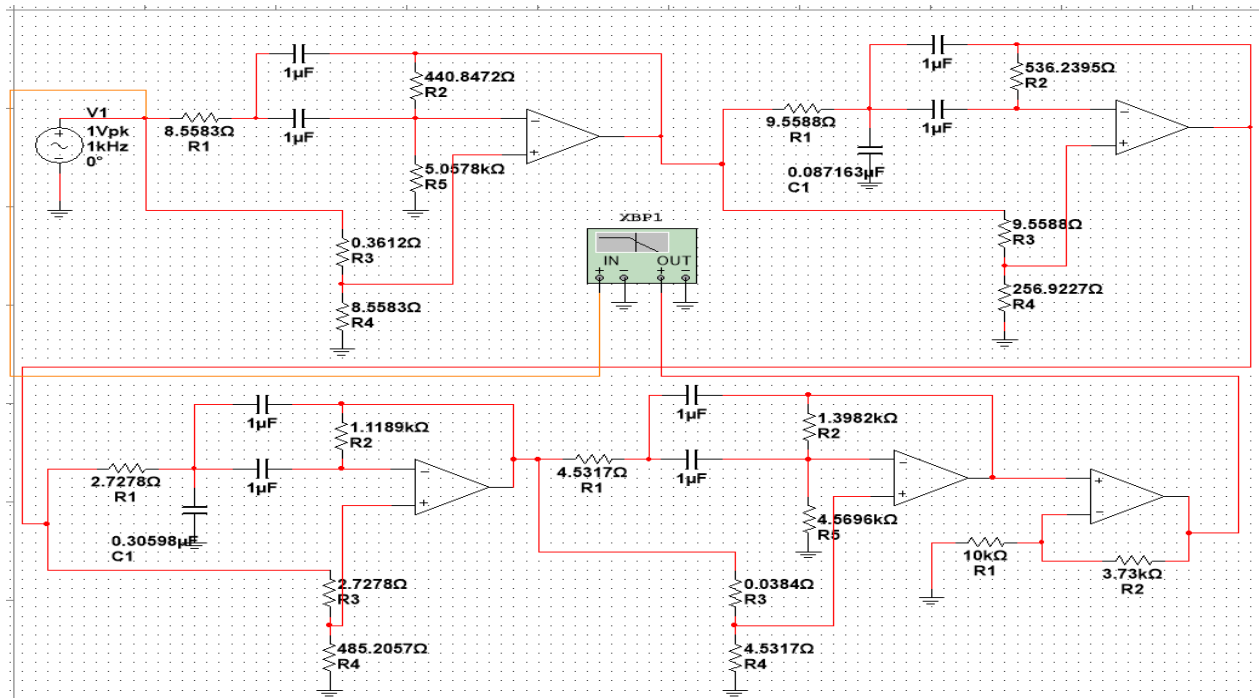 V1
1Vpk
1kHz
0°
8.5583Ω
R1
1µF
1µF
440.8472Ω
R2
5.0578kΩ
R5
0.3612Ω
R3
8.5583Ω
R4
+
−
−
+
XBP1
IN
OUT
+
−
+
−
9.5588Ω
R1
1µF
1µF
0.087163µF
C1
536.2395Ω
R2
−
+
9.5588Ω
R3
256.9227Ω
R4
2.7278Ω
R1
1µF
1µF
0.30598µF
C1
1.1189kΩ
R2
−
+
2.7278Ω
R3
485.2057Ω
R4
4.5317Ω
R1
1µF
1µF
1.3982kΩ
R2
4.5696kΩ
R5
−
+
0.0384Ω
R3
4.5317Ω
R4
+
−
10kΩ
R1
3.73kΩ
R2